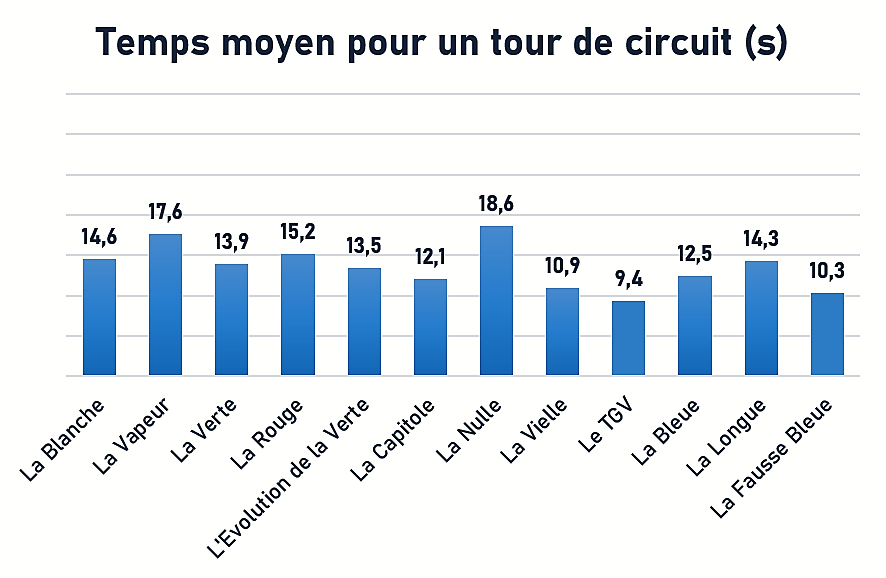 Temps moyen pour un tour de circuit (s)
14,6
17,6
13,9
15,2
13,5
12,1
18,6
10,9
9,4
12,5
14,3
10,3
La Blanche
La Vapeur
La Verte
La Rouge
L'Evolution de la Verte
La Capitole
La Nulle
La Vielle
Le TGV
La Bleue
La Longue
La Fausse Bleue